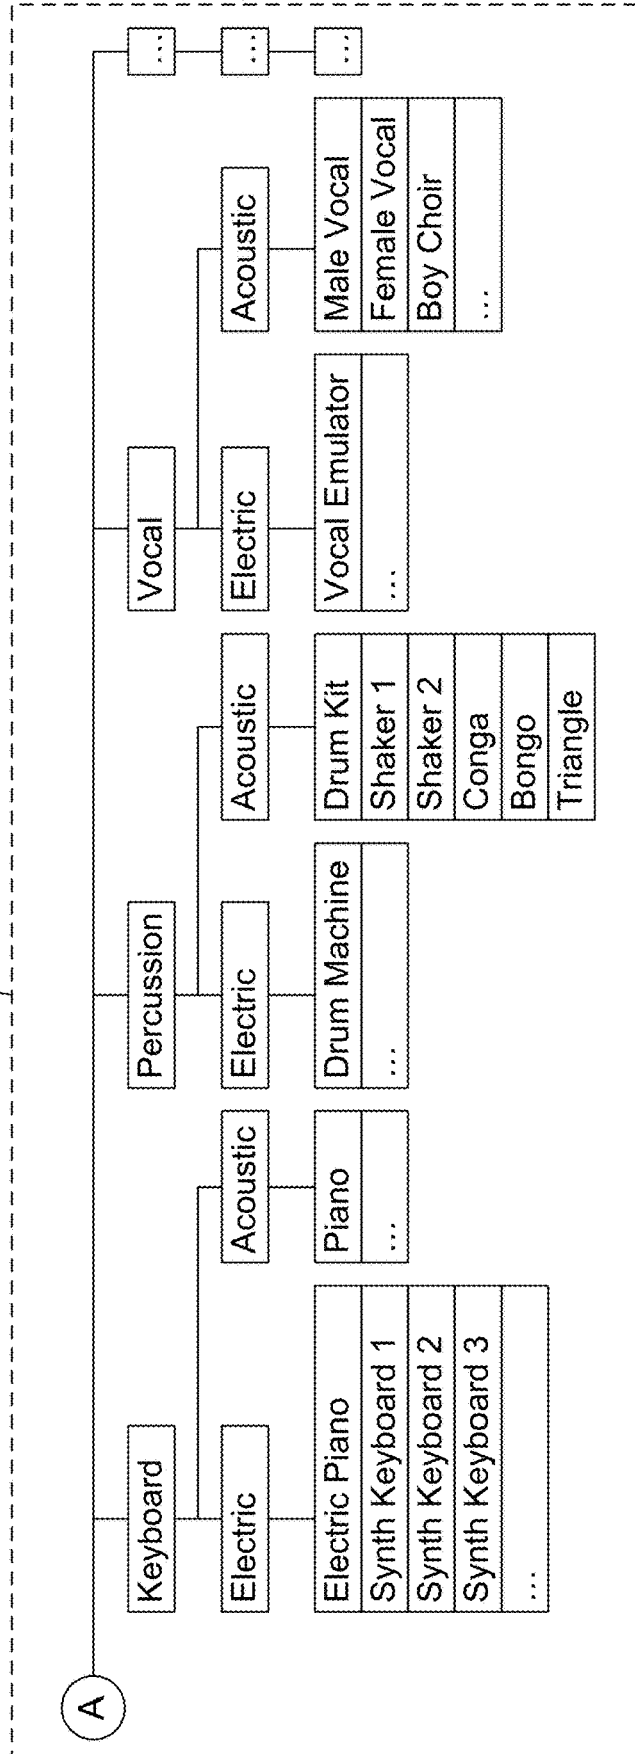 A
Keyboard
Electric
Electric Piano
Synth Keyboard 1
Synth Keyboard 2
Synth Keyboard 3
...
Acoustic
Piano
...
Percussion
Electric
Drum Machine
...
Acoustic
Drum Kit
Shaker 1
Shaker 2
Conga
Bongo
Triangle
Vocal
Electric
Vocal Emulator
...
Acoustic
Male Vocal
Female Vocal
Boy Choir
...
...
...
...